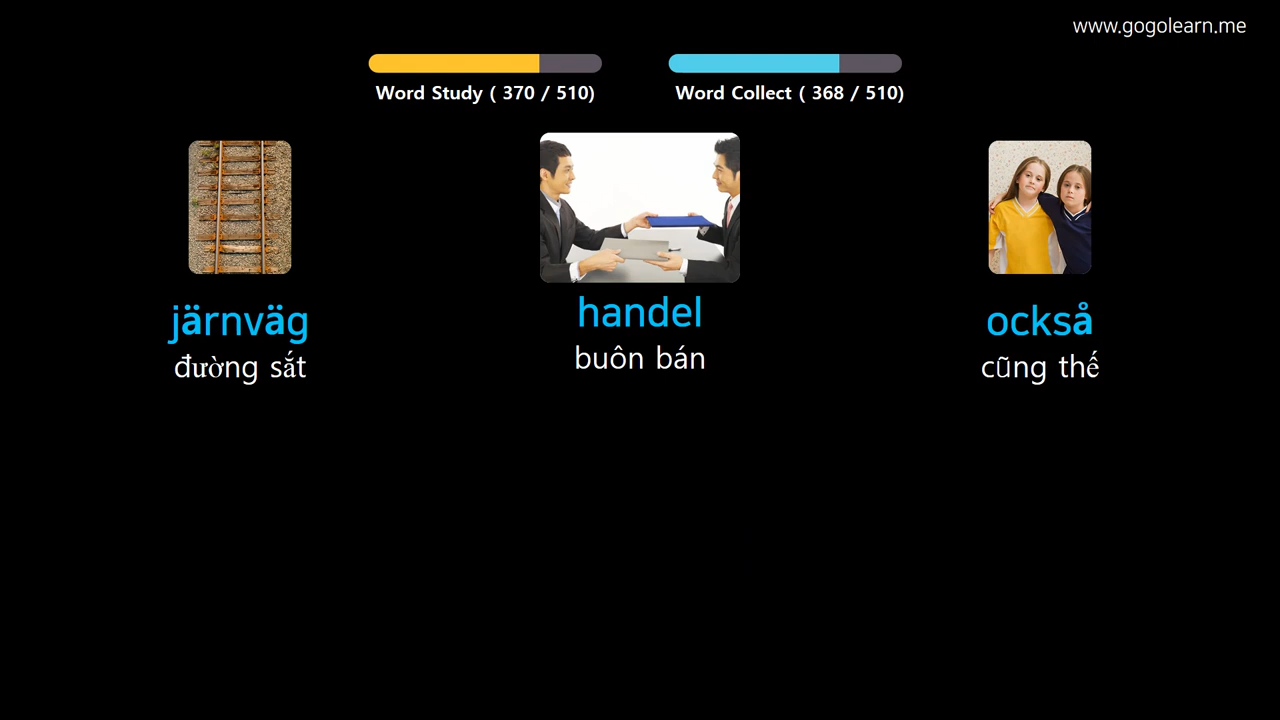 www.gogolearn.me
Word Study ( 370 / 510)
Word Collect ( 368 / 510)
järnväg
đường sắt
handel
buôn bán
också
cũng thế